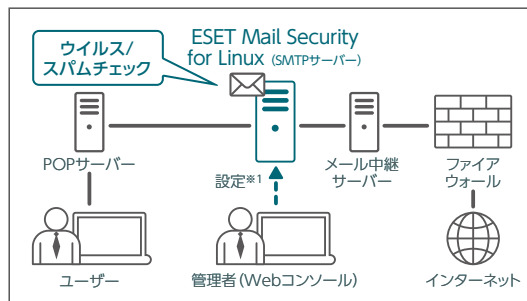 ウイルス/
スパムチェック
ESET Mail Security
for Linux (SMTPサーバー)
POPサーバー
設定※1
メール中継
サーバー
ファイア
ウォール
ユーザー
管理者(Webコンソール)
インターネット